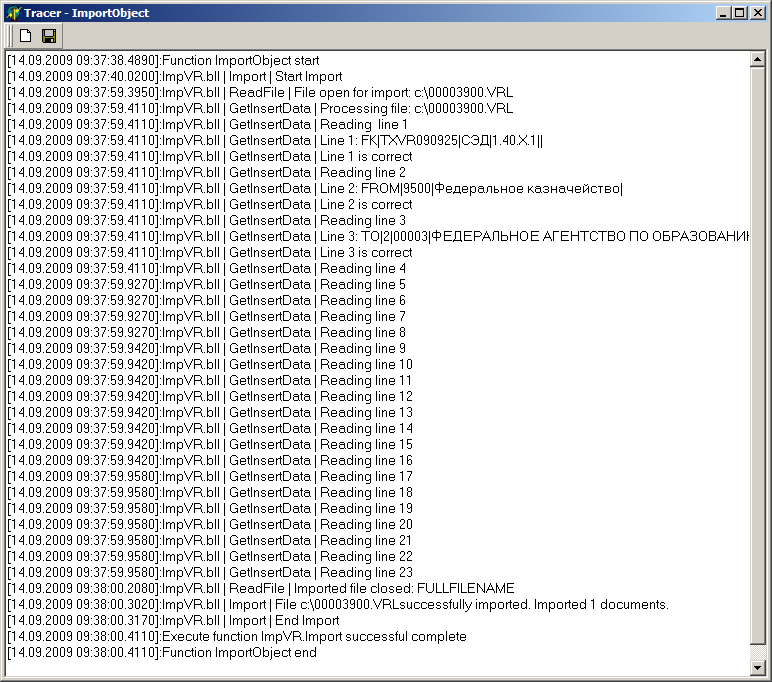 Tracer - ImportObject
[14.09.2009 09:37:38.4890]:Function ImportObject start
[14.09.2009 09:37:40.0200]:ImpVR.bll | Import | Start Import
[14.09.2009 09:37:59.3950]:ImpVR.bll | ReadFile | File open for import: c:\00003900.VRL
[14.09.2009 09:37:59.4110]:ImpVR.bll | GetInsertData | Processing file: c:\00003900.VRL
[14.09.2009 09:37:59.4110]:ImpVR.bll | GetInsertData | Reading  line 1
[14.09.2009 09:37:59.4110]:ImpVR.bll | GetInsertData | Line 1: FK|TXVR090925|СЭД|1.40.X.1||
[14.09.2009 09:37:59.4110]:ImpVR.bll | GetInsertData | Line 1 is correct
[14.09.2009 09:37:59.4110]:ImpVR.bll | GetInsertData | Reading line 2
[14.09.2009 09:37:59.4110]:ImpVR.bll | GetInsertData | Line 2: FROM|9500|Федеральное казначейство|
[14.09.2009 09:37:59.4110]:ImpVR.bll | GetInsertData | Line 2 is correct
[14.09.2009 09:37:59.4110]:ImpVR.bll | GetInsertData | Reading line 3
[14.09.2009 09:37:59.4110]:ImpVR.bll | GetInsertData | Line 3: TO|2|00003|ФЕДЕРАЛЬНОЕ АГЕНТСТВО ПО ОБРАЗОВАНИ
[14.09.2009 09:37:59.4110]:ImpVR.bll | GetInsertData | Line 3 is correct
[14.09.2009 09:37:59.4110]:ImpVR.bll | GetInsertData | Reading line 4
[14.09.2009 09:37:59.9270]:ImpVR.bll | GetInsertData | Reading line 5
[14.09.2009 09:37:59.9270]:ImpVR.bll | GetInsertData | Reading line 6
[14.09.2009 09:37:59.9270]:ImpVR.bll | GetInsertData | Reading line 7
[14.09.2009 09:37:59.9270]:ImpVR.bll | GetInsertData | Reading line 8
[14.09.2009 09:37:59.9420]:ImpVR.bll | GetInsertData | Reading line 9
[14.09.2009 09:37:59.9420]:ImpVR.bll | GetInsertData | Reading line 10
[14.09.2009 09:37:59.9420]:ImpVR.bll | GetInsertData | Reading line 11
[14.09.2009 09:37:59.9420]:ImpVR.bll | GetInsertData | Reading line 12
[14.09.2009 09:37:59.9420]:ImpVR.bll | GetInsertData | Reading line 13
[14.09.2009 09:37:59.9420]:ImpVR.bll | GetInsertData | Reading line 14
[14.09.2009 09:37:59.9420]:ImpVR.bll | GetInsertData | Reading line 15
[14.09.2009 09:37:59.9420]:ImpVR.bll | GetInsertData | Reading line 16
[14.09.2009 09:37:59.9580]:ImpVR.bll | GetInsertData | Reading line 17
[14.09.2009 09:37:59.9580]:ImpVR.bll | GetInsertData | Reading line 18
[14.09.2009 09:37:59.9580]:ImpVR.bll | GetInsertData | Reading line 19
[14.09.2009 09:37:59.9580]:ImpVR.bll | GetInsertData | Reading line 20
[14.09.2009 09:37:59.9580]:ImpVR.bll | GetInsertData | Reading line 21
[14.09.2009 09:37:59.9580]:ImpVR.bll | GetInsertData | Reading line 22
[14.09.2009 09:37:59.9580]:ImpVR.bll | GetInsertData | Reading line 23
[14.09.2009 09:38:00.2080]:ImpVR.bll | ReadFile | Imported file closed: FULLFILENAME
[14.09.2009 09:38:00.3020]:ImpVR.bll | Import | File c:\00003900.VRLsuccessfully imported. Imported 1 documents.
[14.09.2009 09:38:00.3170]:ImpVR.bll | Import | End Import
[14.09.2009 09:38:00.4110]:Execute function ImpVR.Import successful complete
[14.09.2009 09:38:00.4110]:Function ImportObject end